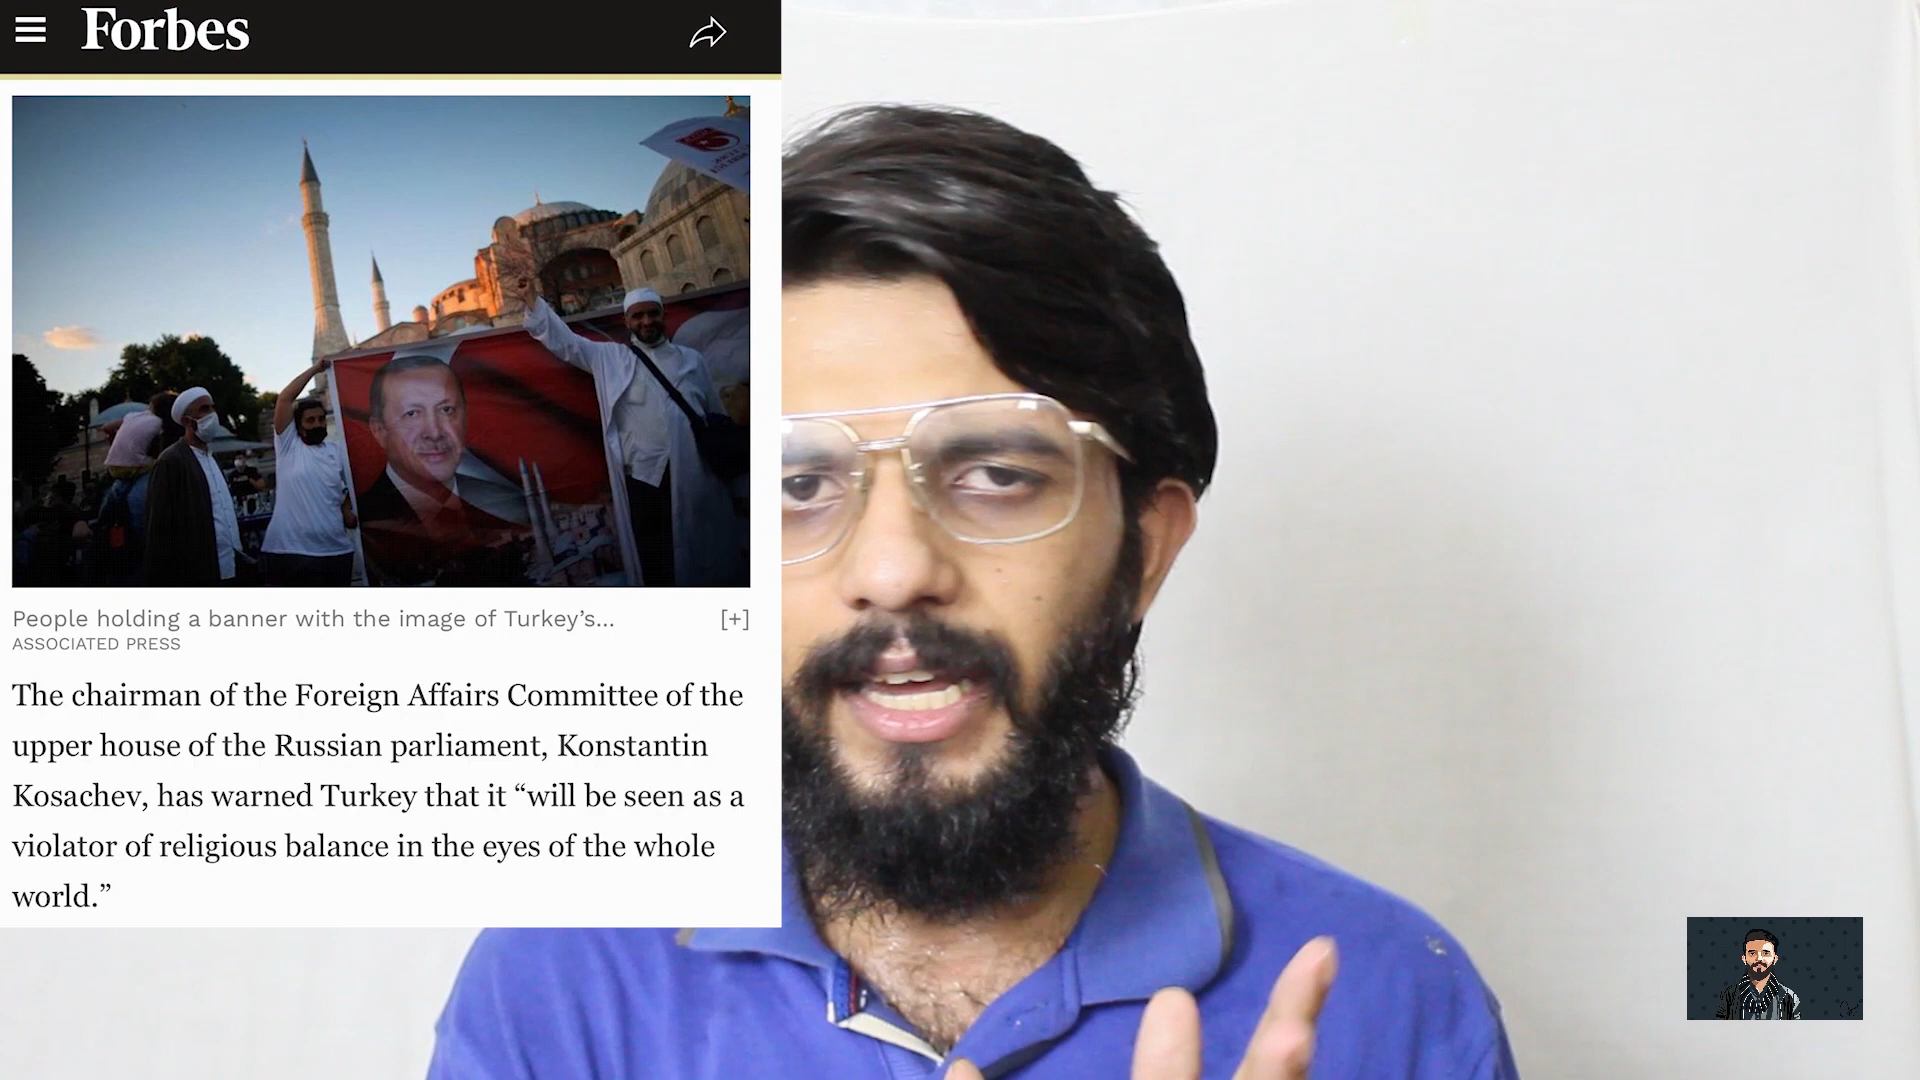 Forbes
People holding a banner with the image of Turkey’s... [+]
ASSOCIATED PRESS
The chairman of the Foreign Affairs Committee of the
upper house of the Russian parliament, Konstantin
Kosachev, has warned Turkey that it “will be seen as a
violator of religious balance in the eyes of the whole
world.”